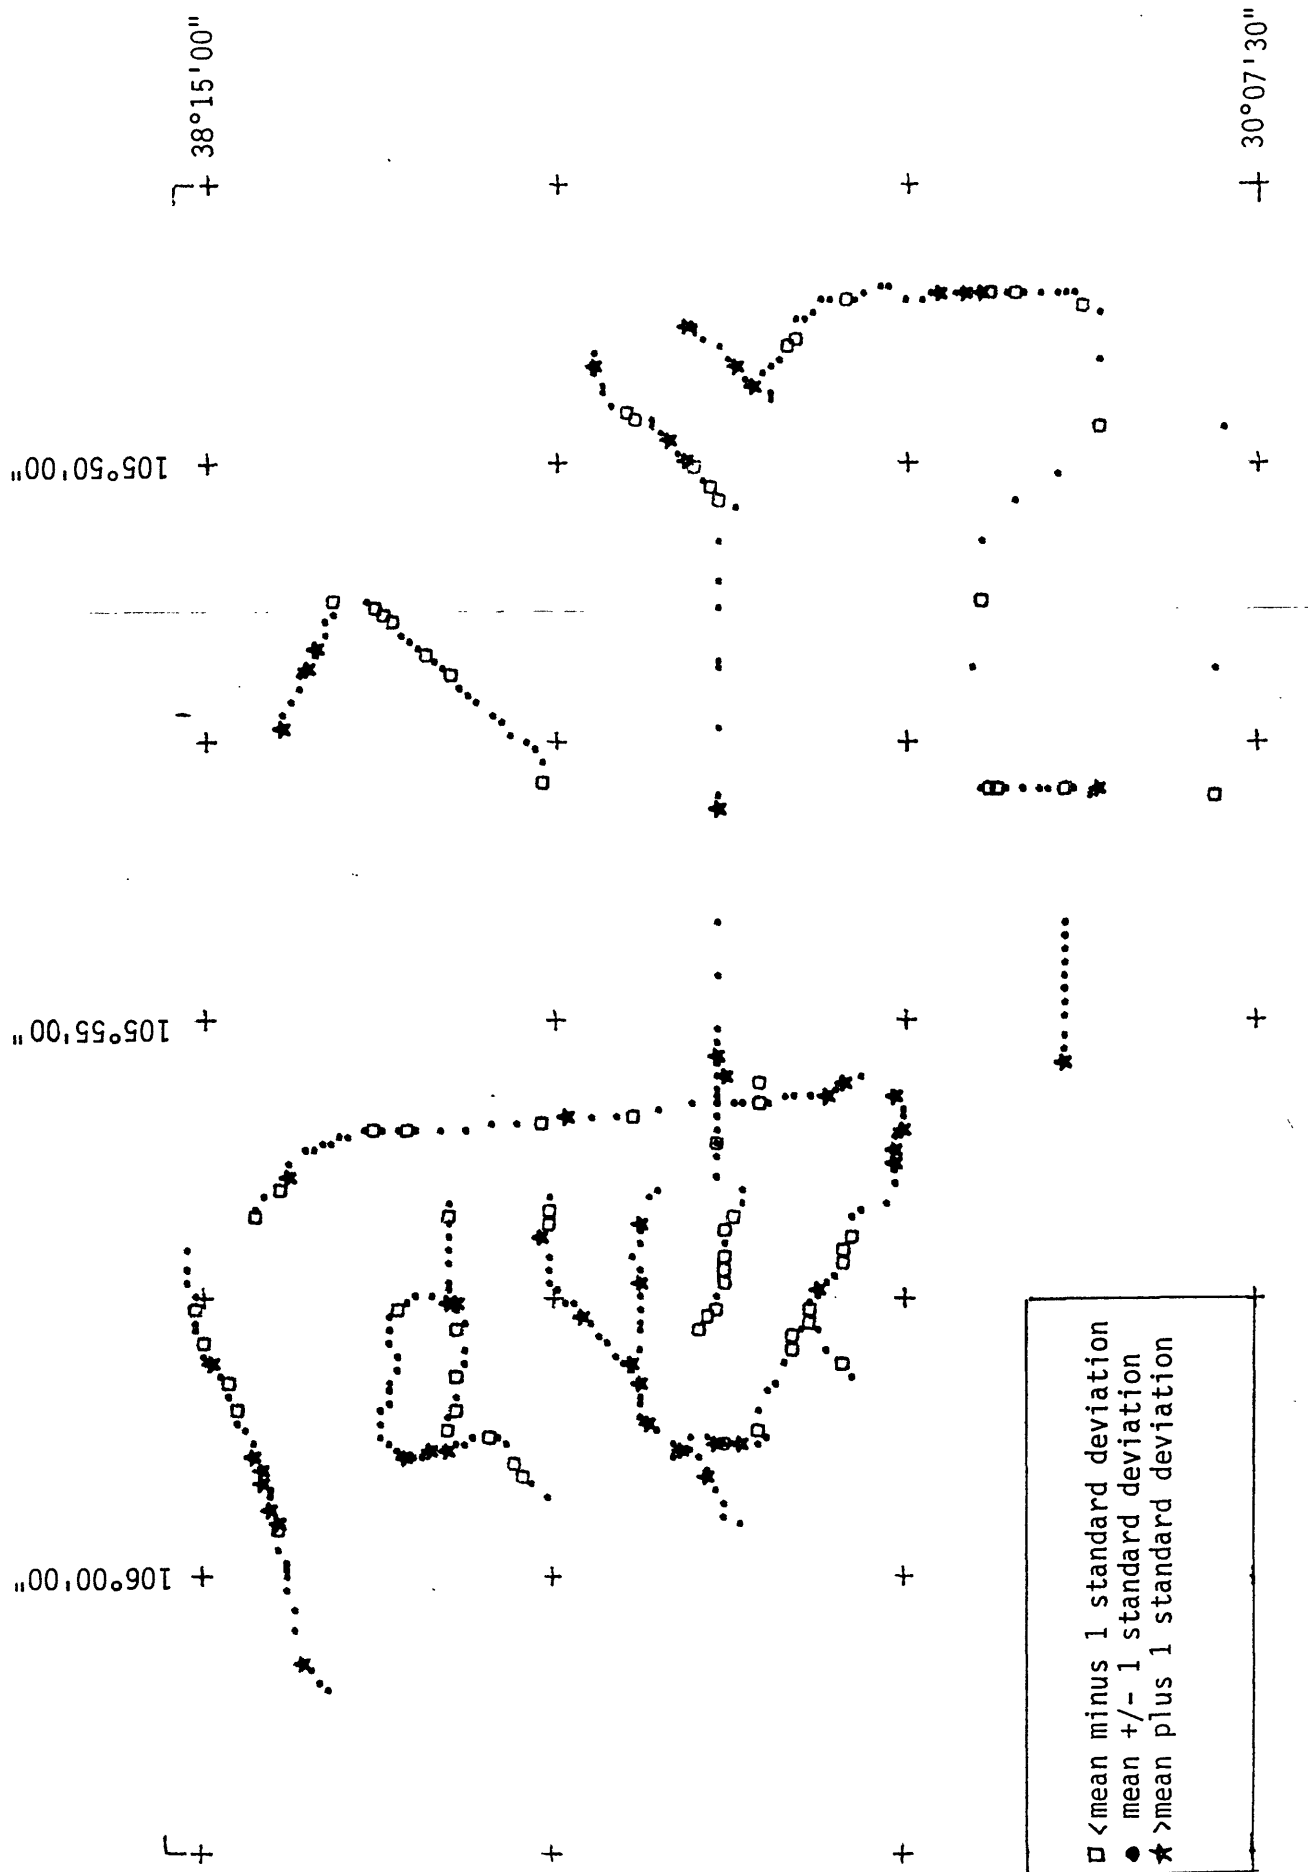 38°15'00"
30°07'30"
105°50'00"
105°55'00"
106°00'00"
□ <mean minus 1 standard deviation
● mean +/- 1 standard deviation
★ >mean plus 1 standard deviation